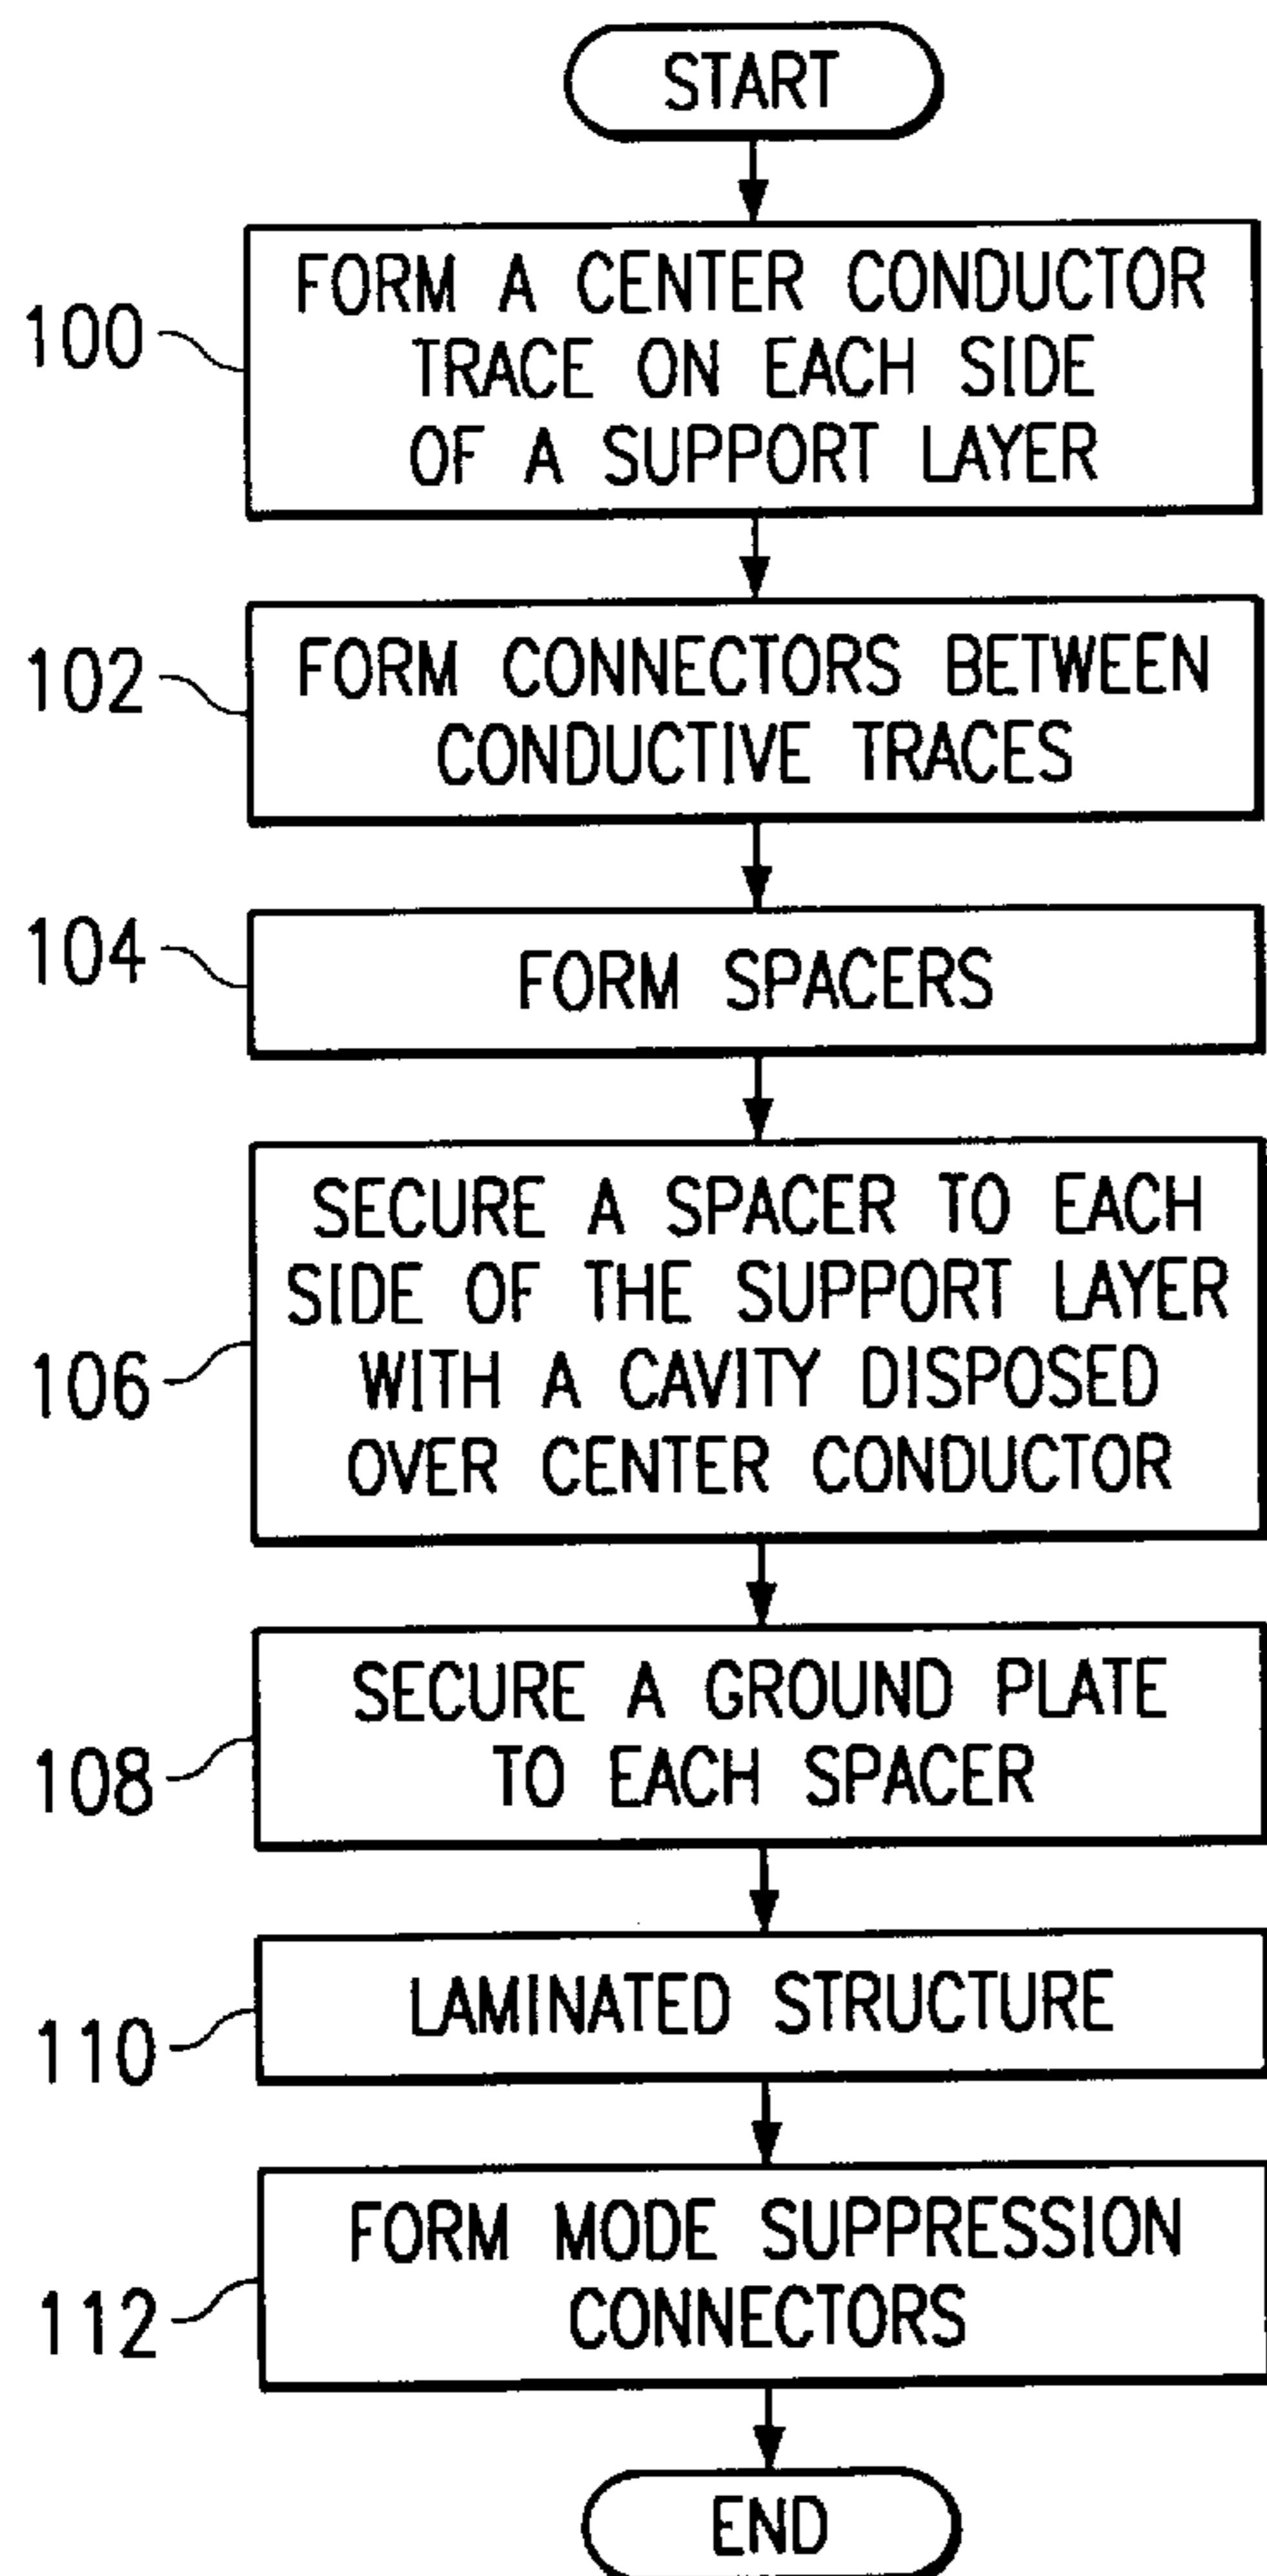 START
100
FORM A CENTER CONDUCTOR
TRACE ON EACH SIDE
OF A SUPPORT LAYER
102
FORM CONNECTORS BETWEEN
CONDUCTIVE TRACES
104
FORM SPACERS
106
SECURE A SPACER TO EACH
SIDE OF THE SUPPORT LAYER
WITH A CAVITY DISPOSED
OVER CENTER CONDUCTOR
108
SECURE A GROUND PLATE
TO EACH SPACER
110
LAMINATED STRUCTURE
112
FORM MODE SUPPRESSION
CONNECTORS
END